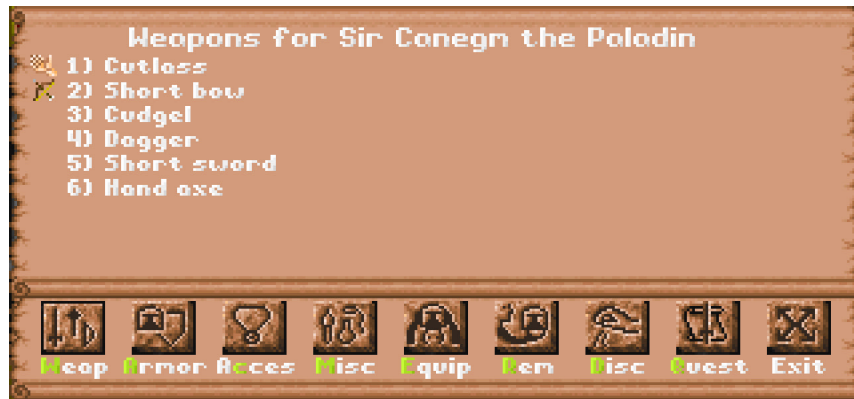 Weapons for Sir Canegm the Paladin
1) Cutlass
2) Short bow
3) Cudgel
4) Dagger
5) Short sword
6) Hand axe
Weap Armor Acces Misc Equip Rem Disc Quest Exit